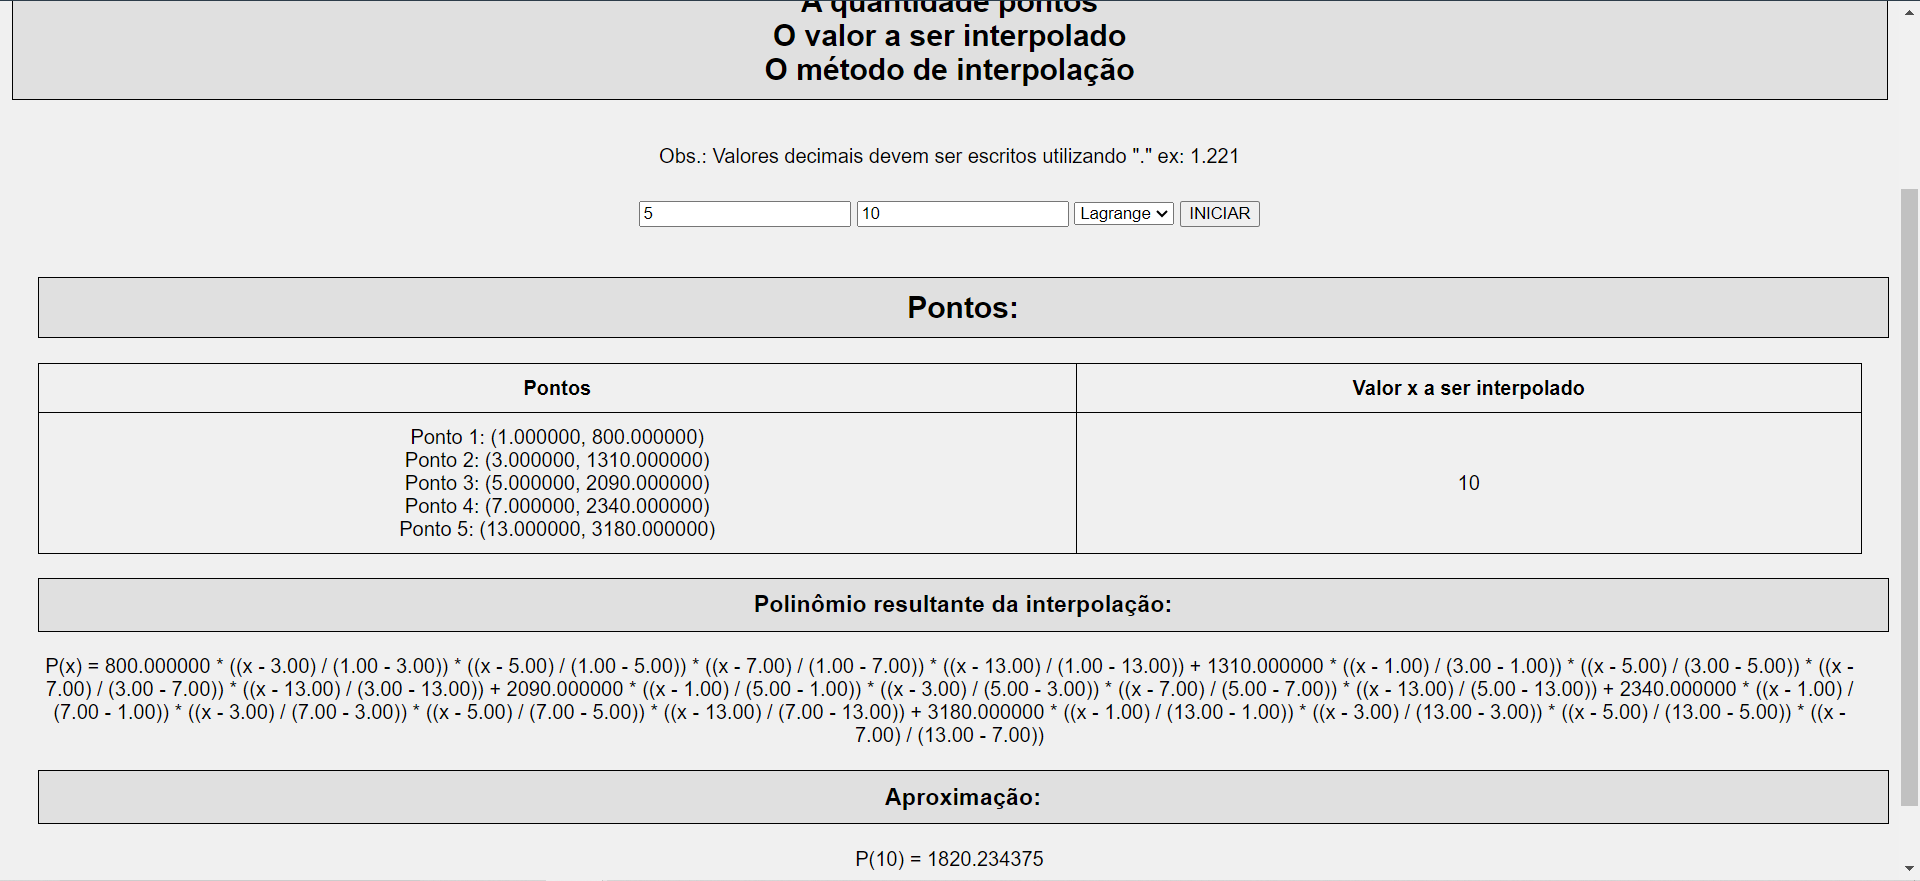 A quantidade pontos
O valor a ser interpolado
O método de interpolação
Obs.: Valores decimais devem ser escritos utilizando "." ex: 1.221
5 10 Lagrange INICIAR
Pontos:
Pontos Valor x a ser interpolado
Ponto 1: (1.000000, 800.000000)
Ponto 2: (3.000000, 1310.000000)
Ponto 3: (5.000000, 2090.000000)
Ponto 4: (7.000000, 2340.000000)
Ponto 5: (13.000000, 3180.000000)
10
Polinômio resultante da interpolação:
P(x) = 800.000000 * ((x - 3.00) / (1.00 - 3.00)) * ((x - 5.00) / (1.00 - 5.00)) * ((x - 7.00) / (1.00 - 7.00)) * ((x - 13.00) / (1.00 - 13.00)) + 1310.000000 * ((x - 1.00) / (3.00 - 1.00)) * ((x - 5.00) / (3.00 - 5.00)) * ((x -
7.00) / (3.00 - 7.00)) * ((x - 13.00) / (3.00 - 13.00)) + 2090.000000 * ((x - 1.00) / (5.00 - 1.00)) * ((x - 3.00) / (5.00 - 3.00)) * ((x - 7.00) / (5.00 - 7.00)) * ((x - 13.00) / (5.00 - 13.00)) + 2340.000000 * ((x - 1.00) /
(7.00 - 1.00)) * ((x - 3.00) / (7.00 - 3.00)) * ((x - 5.00) / (7.00 - 5.00)) * ((x - 13.00) / (7.00 - 13.00)) + 3180.000000 * ((x - 1.00) / (13.00 - 1.00)) * ((x - 3.00) / (13.00 - 3.00)) * ((x - 5.00) / (13.00 - 5.00)) * ((x -
7.00) / (13.00 - 7.00))
Aproximação:
P(10) = 1820.234375